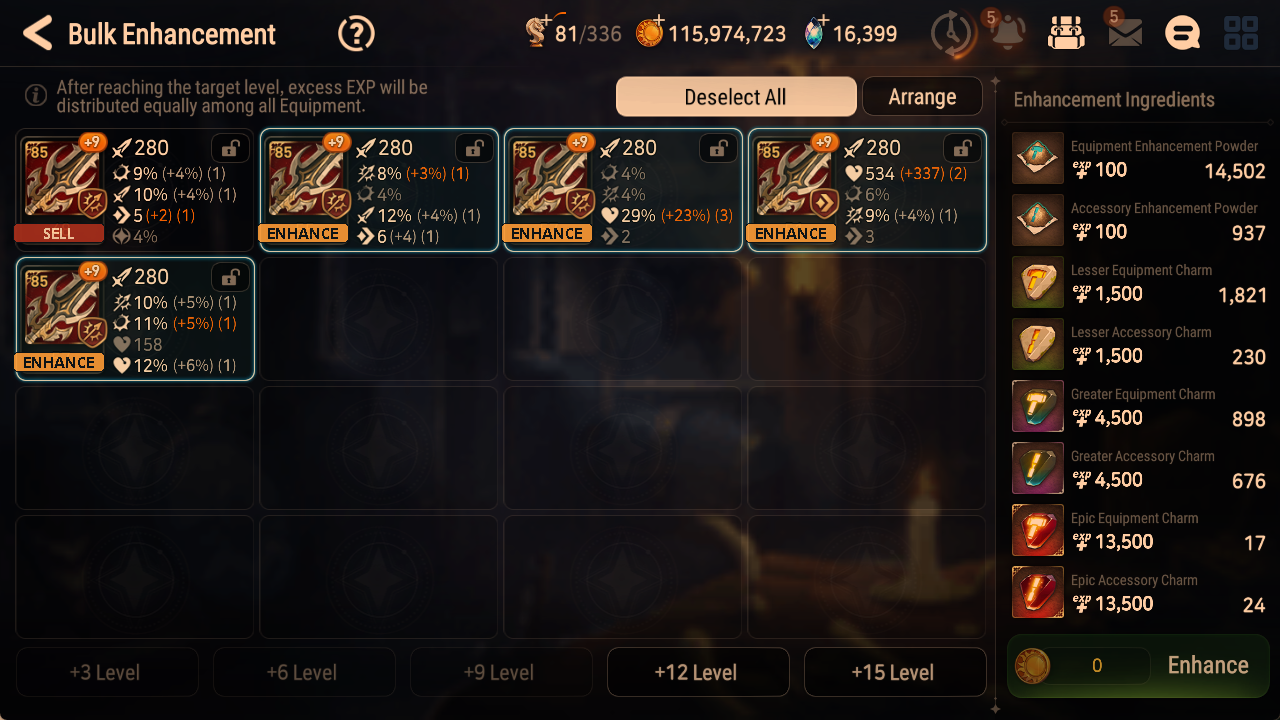 Bulk Enhancement
?
81/336
115,974,723
16,399
5
5
After reaching the target level, excess EXP will be
distributed equally among all Equipment.
Deselect All
Arrange
85
+9
280
9% (+4%) (1)
10% (+4%) (1)
5 (+2) (1)
4%
SELL
85
+9
280
8% (+3%) (1)
4%
12% (+4%) (1)
6 (+4) (1)
ENHANCE
85
+9
280
4%
4%
29% (+23%) (3)
2
ENHANCE
85
+9
280
534 (+337) (2)
6%
9% (+4%) (1)
3
ENHANCE
85
+9
280
10% (+5%) (1)
11% (+5%) (1)
158
12% (+6%) (1)
ENHANCE
+3 Level
+6 Level
+9 Level
+12 Level
+15 Level
Enhancement Ingredients
Equipment Enhancement Powder
exp 100
14,502
Accessory Enhancement Powder
exp 100
937
Lesser Equipment Charm
exp 1,500
1,821
Lesser Accessory Charm
exp 1,500
230
Greater Equipment Charm
exp 4,500
898
Greater Accessory Charm
exp 4,500
676
Epic Equipment Charm
exp 13,500
17
Epic Accessory Charm
exp 13,500
24
0
Enhance